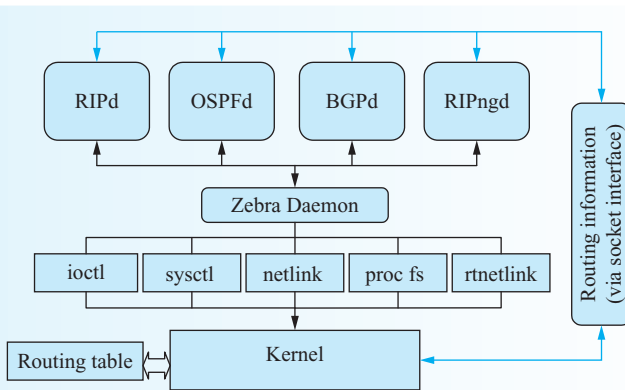 RIPd
OSPFd
BGPd
RIPngd
Zebra Daemon
ioctl
sysctl
netlink
proc fs
rtnetlink
Routing table
Kernel
Routing information
(via socket interface)